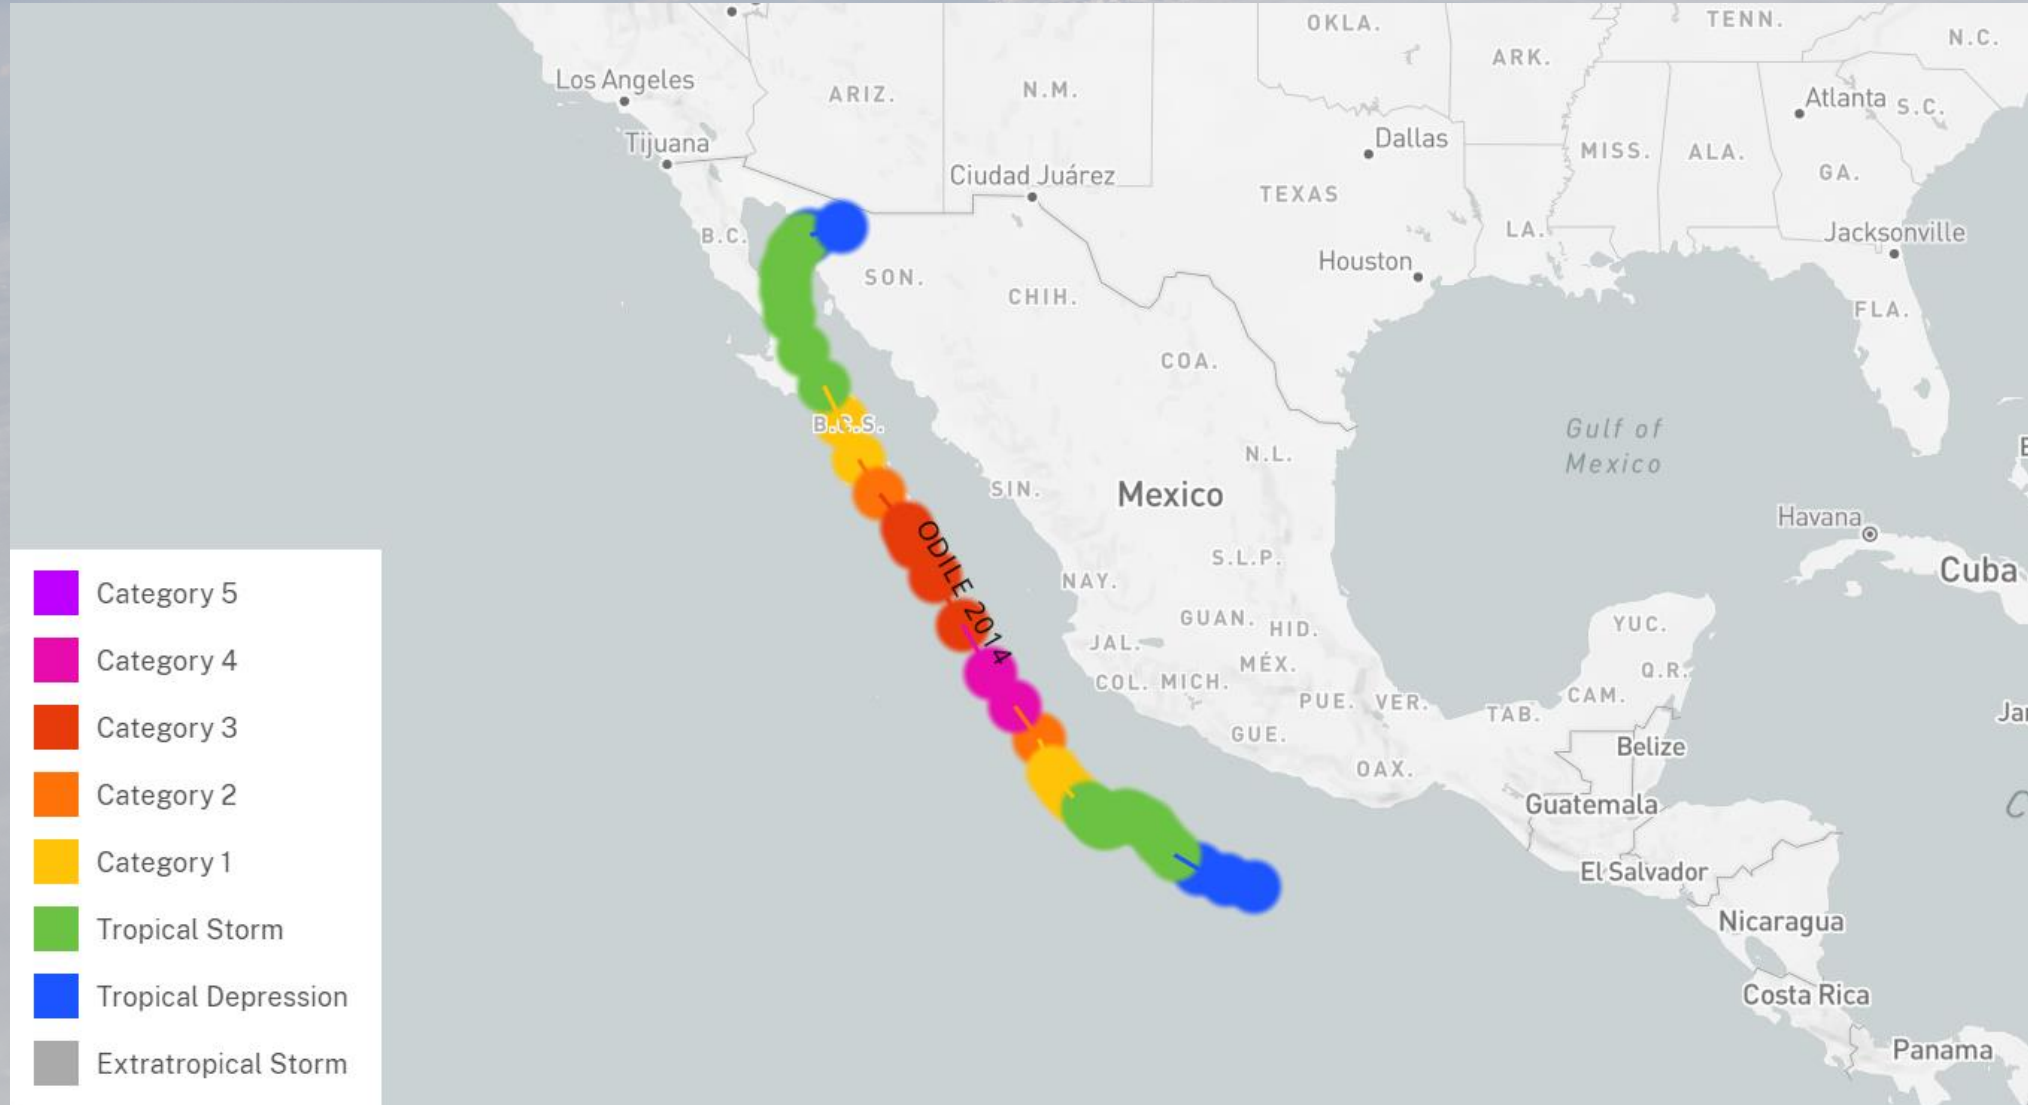 OKLA.
TENN.
N.C.
ARK.
Los Angeles
ARIZ.
N.M.
Atlanta
S.C.
Tijuana
Dallas
MISS.
ALA.
GA.
Ciudad Juárez
TEXAS
B.C.
LA.
Jacksonville
SON.
Houston
CHIH.
FLA.
COA.
B.C.S.
Gulf of
Mexico
N.L.
SIN.
Mexico
Havana
ODILE 2014
S.L.P.
Cuba
NAY.
GUAN.
HID.
YUC.
JAL.
MÉX.
Q.R.
COL.
MICH.
PUE.
VER.
CAM.
TAB.
GUE.
Belize
OAX.
Guatemala
El Salvador
Nicaragua
Costa Rica
Panama
Category 5
Category 4
Category 3
Category 2
Category 1
Tropical Storm
Tropical Depression
Extratropical Storm